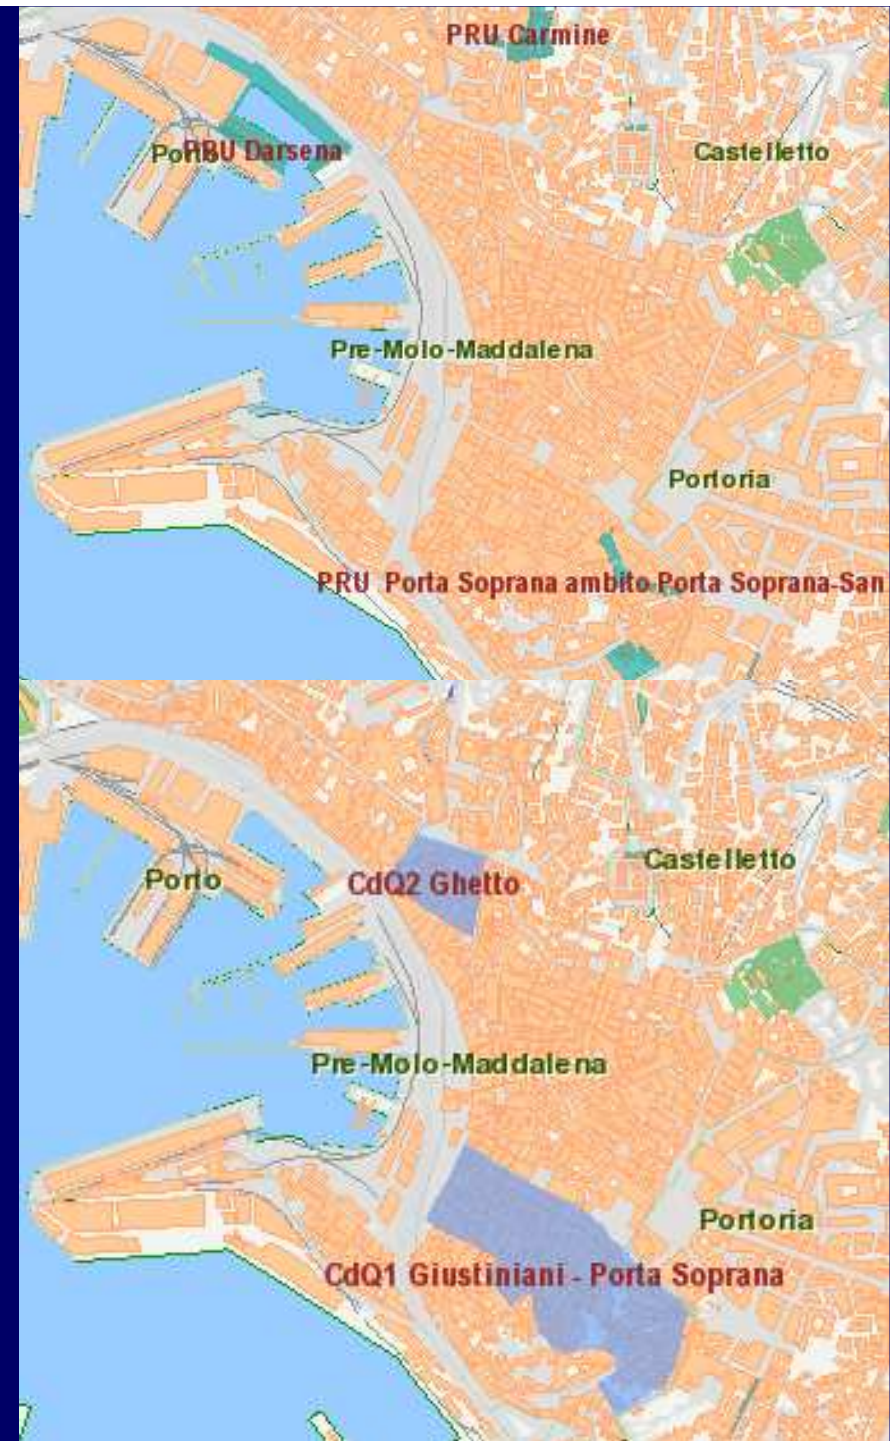 PRU Carmine
Porto
PRU Darsena
Castelletto
Pre-Molo-Maddalena
Portoria
PRU Porta Soprana ambito Porta Soprana-San
CdQ2 Ghetto
Castelletto
Porto
Pre-Molo-Maddalena
Portoria
CdQ1 Giustiniani - Porta Soprana